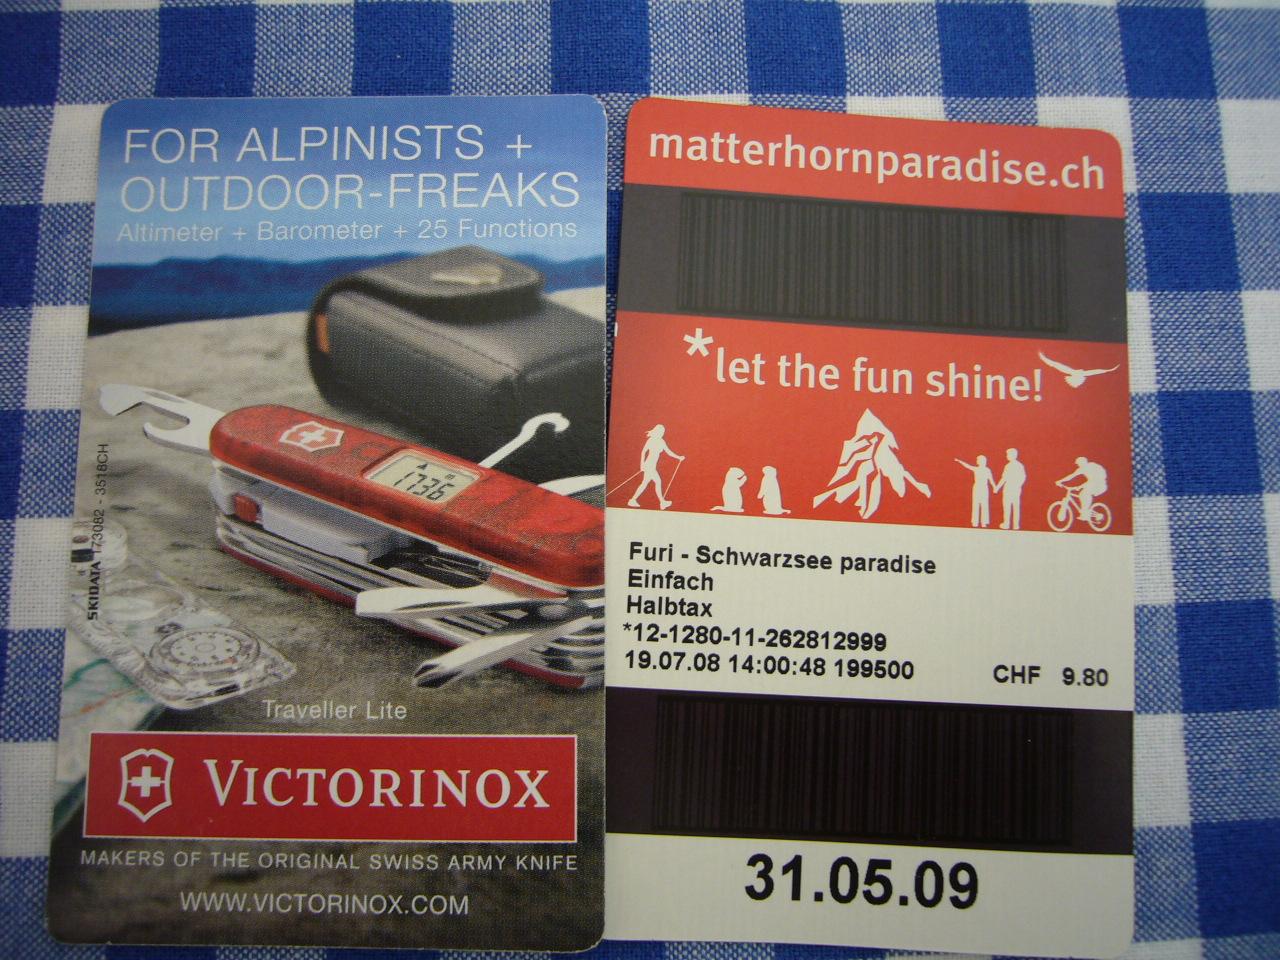 FOR ALPINISTS +
OUTDOOR-FREAKS
Altimeter + Barometer + 25 Functions
1736
SKIDATA 173082 - 3518CH
Traveller Lite
VICTORINOX
MAKERS OF THE ORIGINAL SWISS ARMY KNIFE
WWW.VICTORINOX.COM
matterhornparadise.ch
*let the fun shine!
Furi - Schwarzsee paradise
Einfach
Halbtax
*12-1280-11-262812999
19.07.08 14:00:48 199500 CHF 9.80
31.05.09